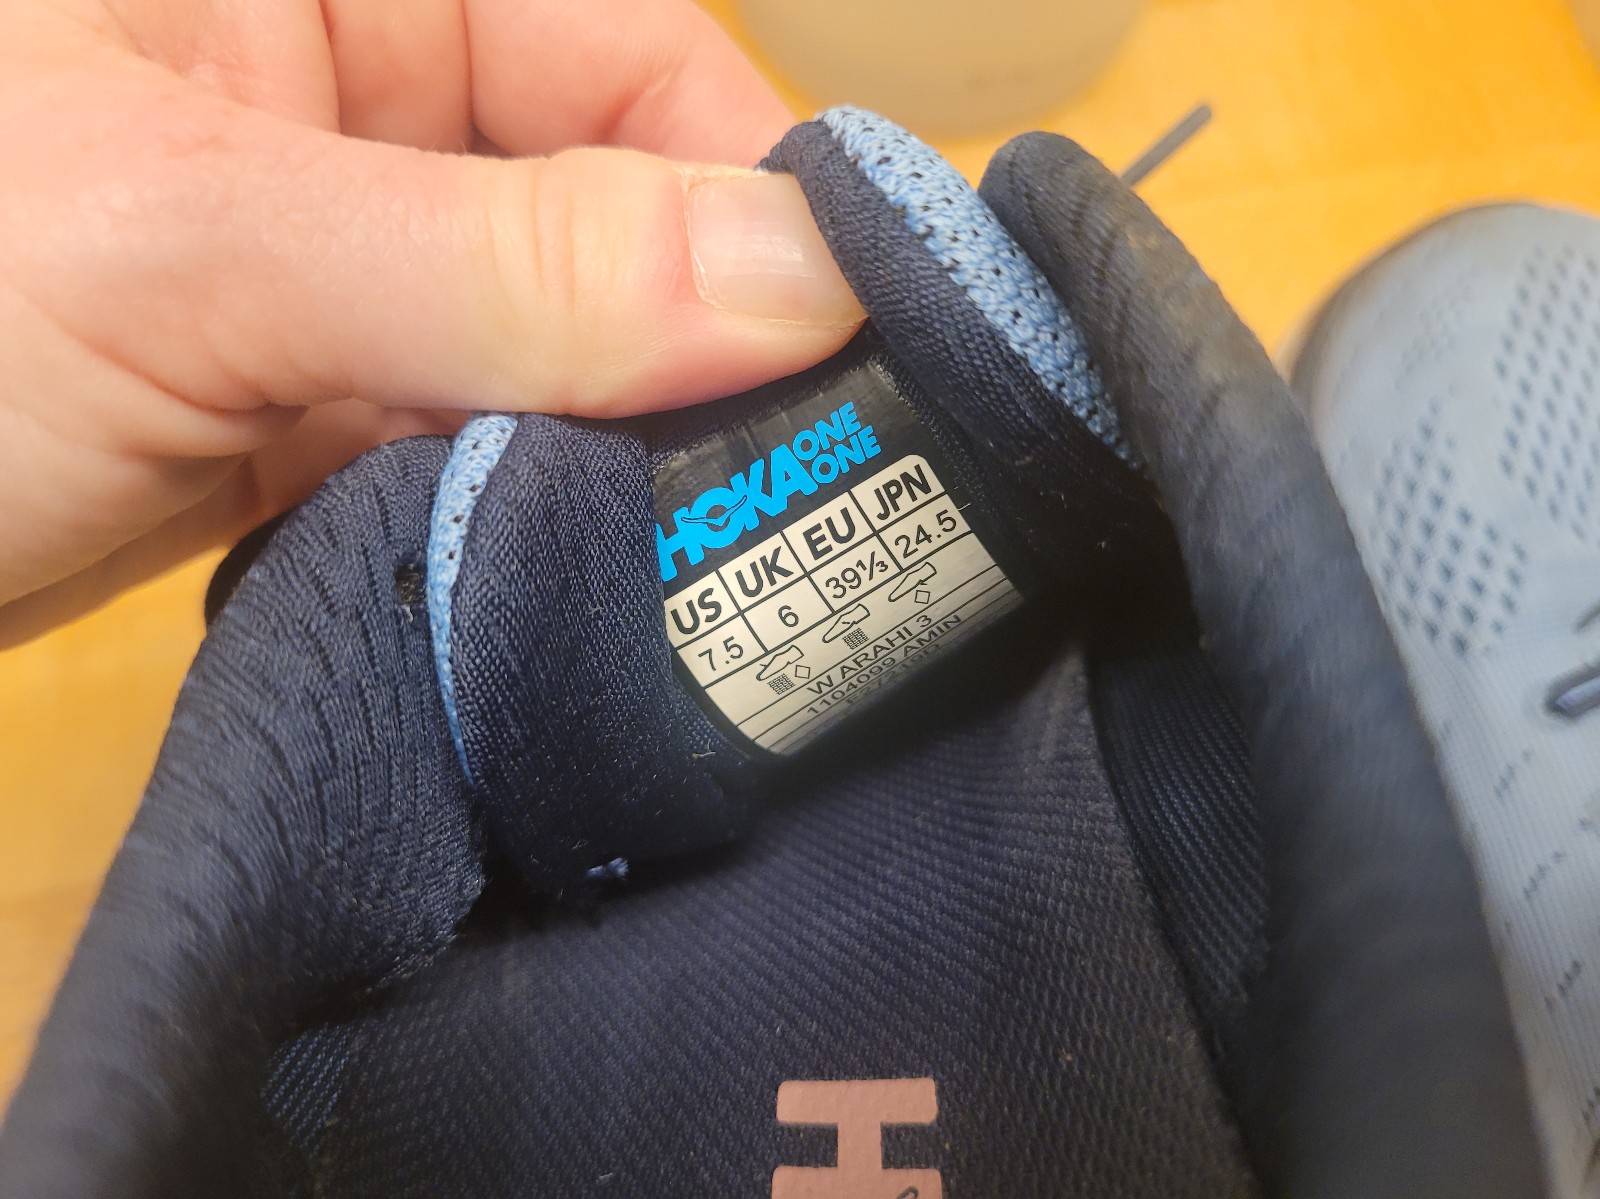 HOKA ONE ONE
US UK EU JPN
7.5 6 39⅓ 24.5
W ARAHI 3
1104099 AMIN
H